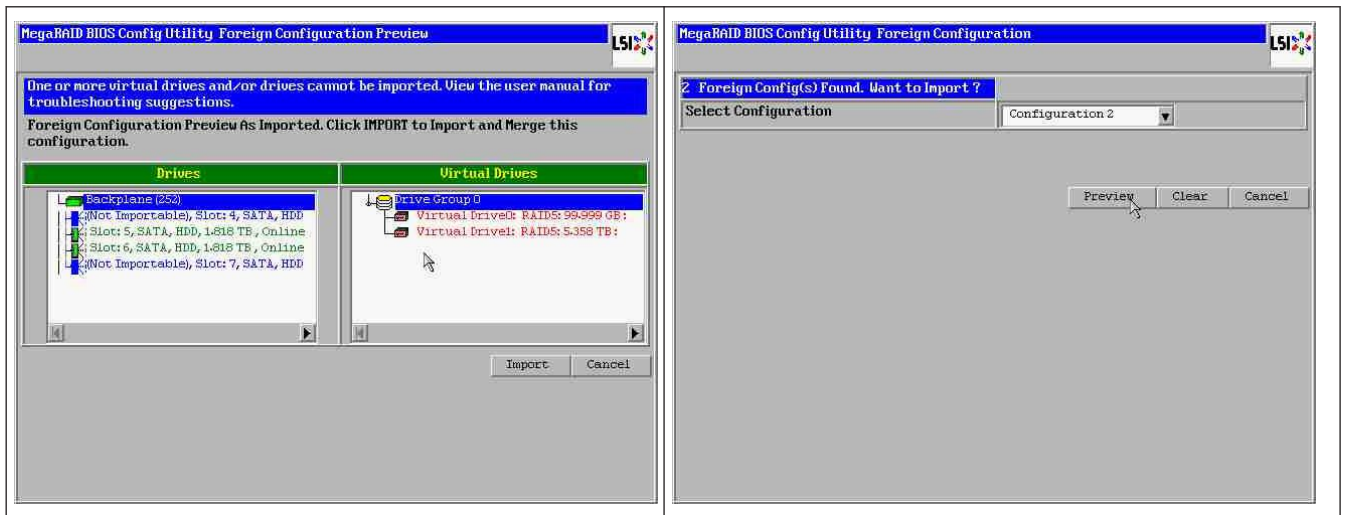 MegaRAID BIOS Config Utility Foreign Configuration Preview
LSI
One or more virtual drives and/or drives cannot be imported. View the user manual for
troubleshooting suggestions.
Foreign Configuration Preview As Imported. Click IMPORT to Import and Merge this
configuration.
Drives
Virtual Drives
Backplane (252)
(Not Importable), Slot: 4, SATA, HDD
Slot: 5, SATA, HDD, 1.818 TB, Online
Slot: 6, SATA, HDD, 1.818 TB, Online
(Not Importable), Slot: 7, SATA, HDD
Drive Group 0
Virtual Drive0: RAID5: 99.999 GB:
Virtual Drive1: RAID5: 5.358 TB:
Import
Cancel
MegaRAID BIOS Config Utility Foreign Configuration
LSI
2 Foreign Config(s) Found. Want to Import ?
Select Configuration
Configuration 2
Preview
Clear
Cancel